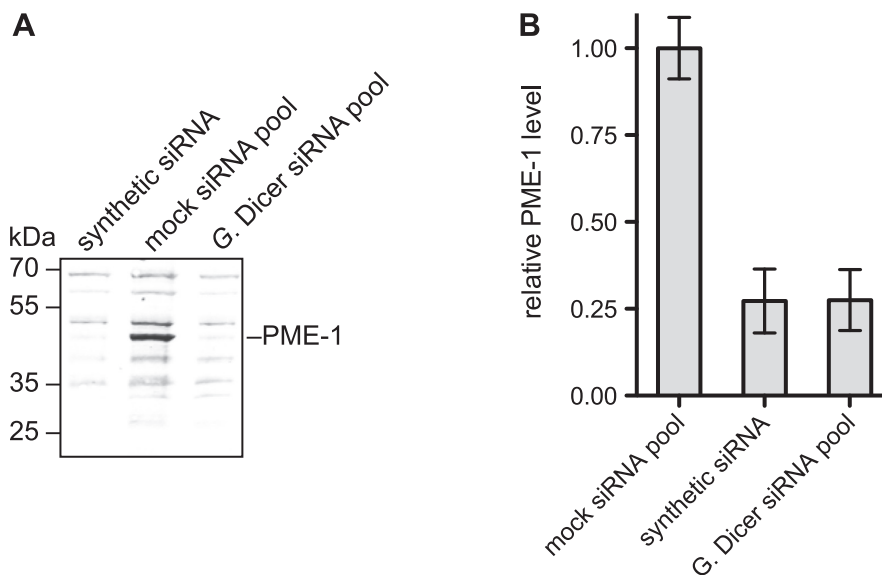 A
synthetic siRNA
mock siRNA pool
G. Dicer siRNA pool
kDa
70
55
35
25
–PME-1
B
relative PME-1 level
1.00
0.75
0.50
0.25
0.00
mock siRNA pool
synthetic siRNA
G. Dicer siRNA pool